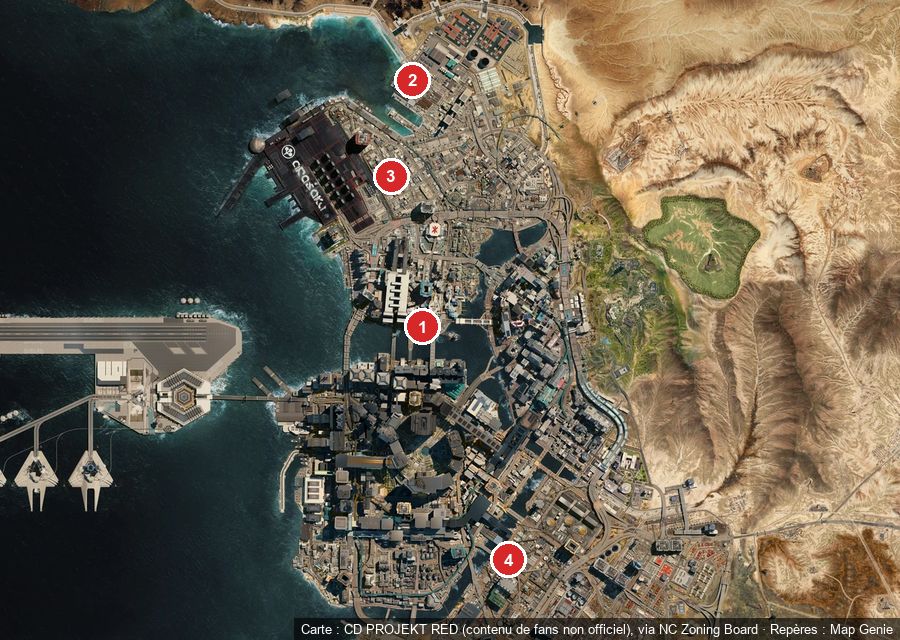 2
arasaka
3
1
4
Carte : CD PROJEKT RED (contenu de fans non officiel), via NC Zoning Board · Repères : Map Genie